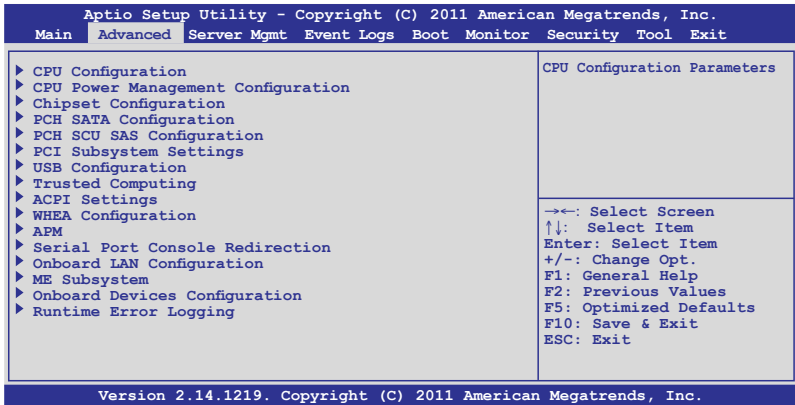 Aptio Setup Utility - Copyright (C) 2011 American Megatrends, Inc.
Main Advanced Server Mgmt Event Logs Boot Monitor Security Tool Exit
CPU Configuration
CPU Power Management Configuration
Chipset Configuration
PCH SATA Configuration
PCH SCU SAS Configuration
PCI Subsystem Settings
USB Configuration
Trusted Computing
ACPI Settings
WHEA Configuration
APM
Serial Port Console Redirection
Onboard LAN Configuration
ME Subsystem
Onboard Devices Configuration
Runtime Error Logging
CPU Configuration Parameters
→←: Select Screen
↑↓: Select Item
Enter: Select Item
+/-: Change Opt.
F1: General Help
F2: Previous Values
F5: Optimized Defaults
F10: Save & Exit
ESC: Exit
Version 2.14.1219. Copyright (C) 2011 American Megatrends, Inc.